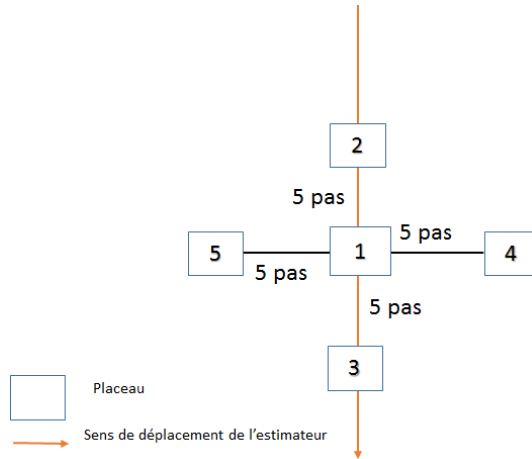 2
5 pas
5 pas
5
1
4
5 pas
5 pas
3
Placeau
Sens de déplacement de l'estimateur